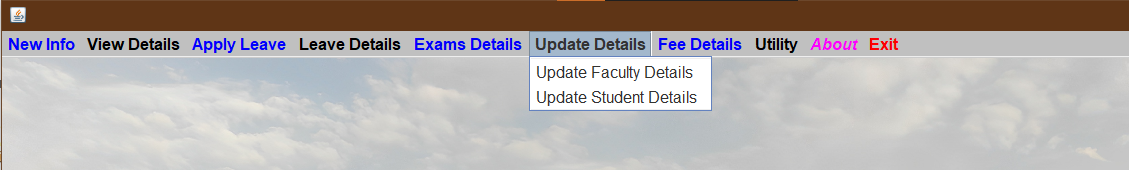 New Info View Details Apply Leave Leave Details Exams Details Update Details Fee Details Utility About Exit
Update Faculty Details
Update Student Details